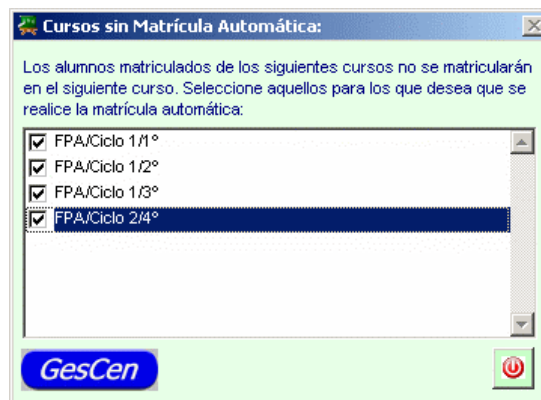 Cursos sin Matrícula Automática:
Los alumnos matriculados de los siguientes cursos no se matricularán
en el siguiente curso. Seleccione aquellos para los que desea que se
realice la matrícula automática:
FPA/Ciclo 1/1º
FPA/Ciclo 1/2º
FPA/Ciclo 1/3º
FPA/Ciclo 2/4º
GesCen